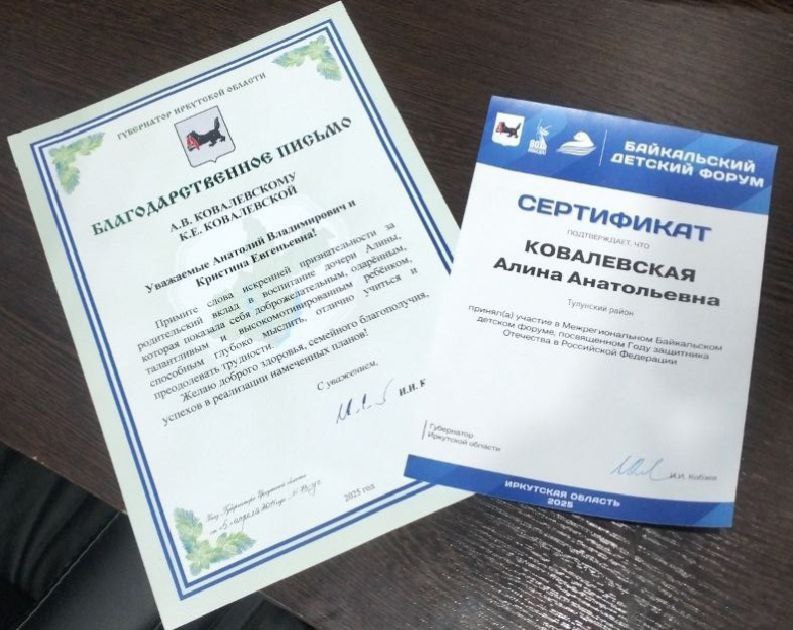 ГУБЕРНАТОР ИРКУТСКОЙ ОБЛАСТИ
БЛАГОДАРСТВЕННОЕ ПИСЬМО
А.В. КОВАЛЕВСКОМУ
К.Е. КОВАЛЕВСКОЙ
Уважаемые Анатолий Владимирович и
Кристина Евгеньевна!
Примите слова искренней признательности за
родительский вклад в воспитание дочери Алины,
которая показала себя доброжелательным, одарённым,
талантливым и высокомотивированным ребёнком,
способным глубоко мыслить, отлично учиться и
преодолевать трудности.
Желаю доброго здоровья, семейного благополучия,
успехов в реализации намеченных планов!
С уважением,
И.И. К
2025 год
БАЙКАЛЬСКИЙ
ДЕТСКИЙ ФОРУМ
СЕРТИФИКАТ
ПОДТВЕРЖДАЕТ, ЧТО
КОВАЛЕВСКАЯ
Алина Анатольевна
Тулунский район
принял(а) участие в Межрегиональном Байкальском
детском форуме, посвященном Году защитника
Отечества в Российской Федерации
Губернатор
Иркутской области
И.И. Кобзев
ИРКУТСКАЯ ОБЛАСТЬ
2025